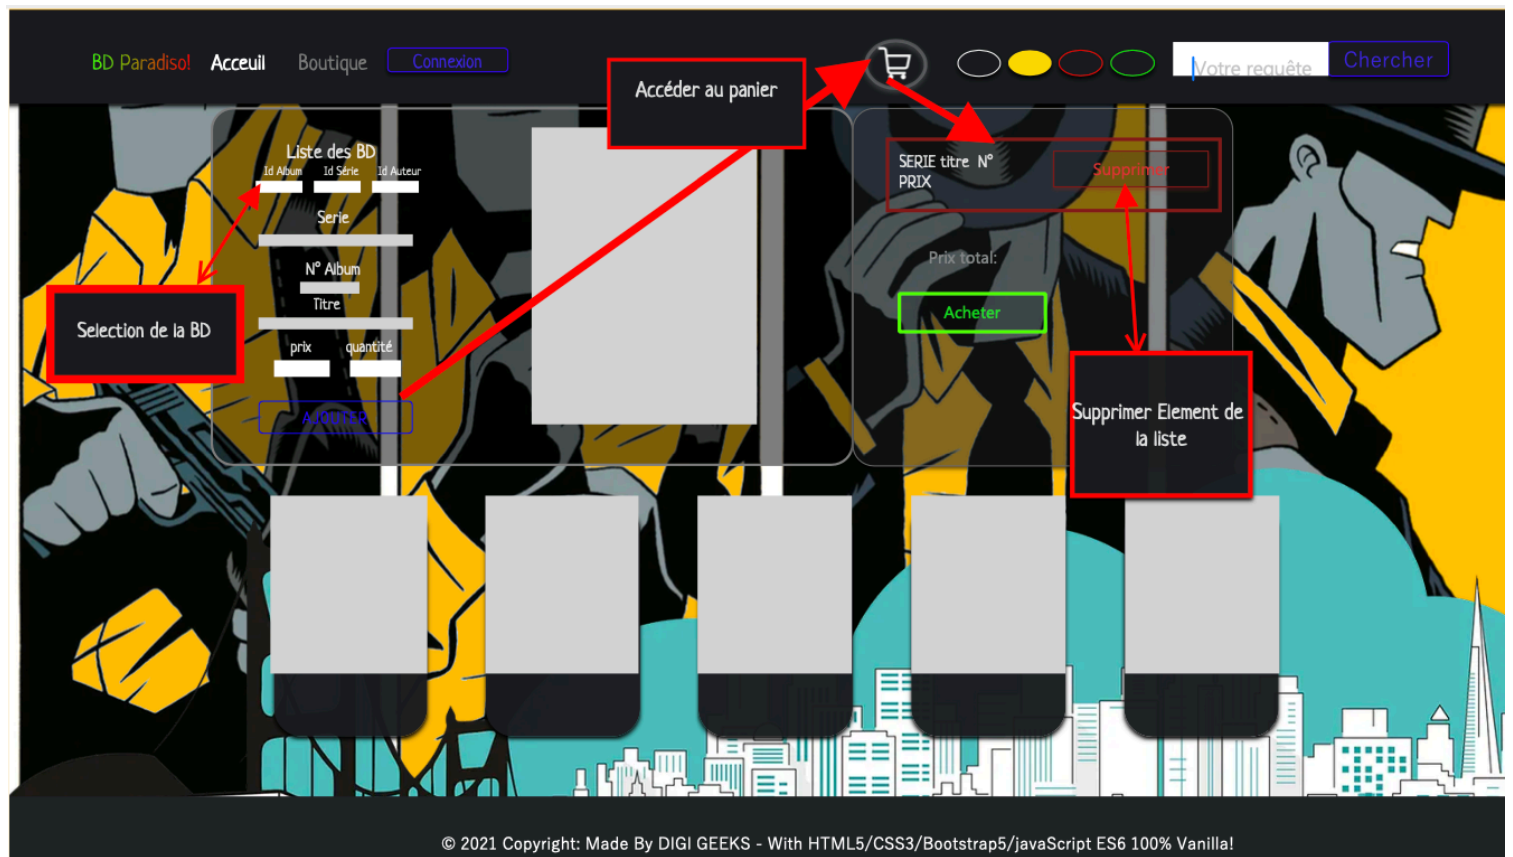 BD Paradiso! Acceuil Boutique Connexion
Votre requête Chercher
Accéder au panier
Liste des BD
Id Album Id Série Id Auteur
Serie
N° Album
Titre
prix quantité
AJOUTER
Selection de la BD
SERIE titre N°
PRIX
Supprimer
Prix total:
Acheter
Supprimer Element de
la liste
© 2021 Copyright: Made By DIGI GEEKS - With HTML5/CSS3/Bootstrap5/javaScript ES6 100% Vanilla!